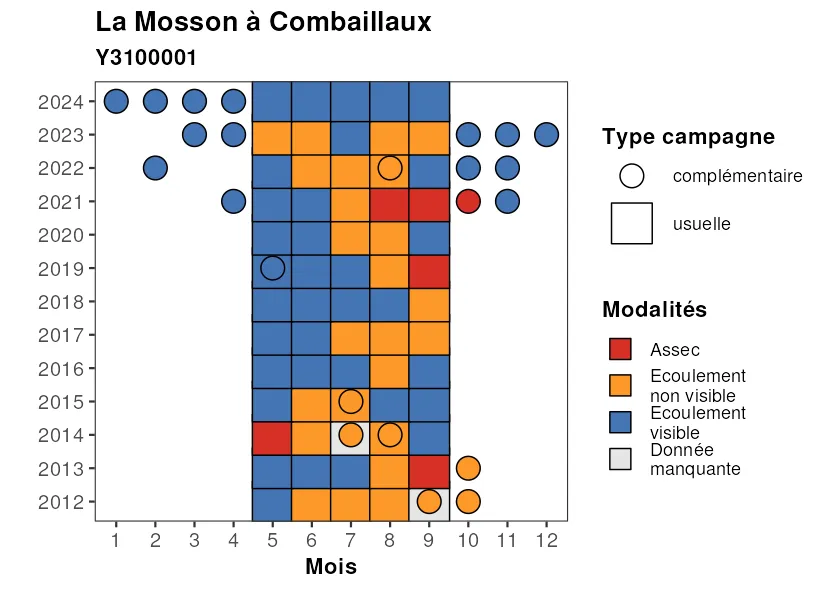 La Mosson à Combaillaux
Y3100001
2024
2023
2022
2021
2020
2019
2018
2017
2016
2015
2014
2013
2012
1 2 3 4 5 6 7 8 9 10 11 12
Mois
Type campagne
complémentaire
usuelle
Modalités
Assec
Ecoulement
non visible
Ecoulement
visible
Donnée
manquante